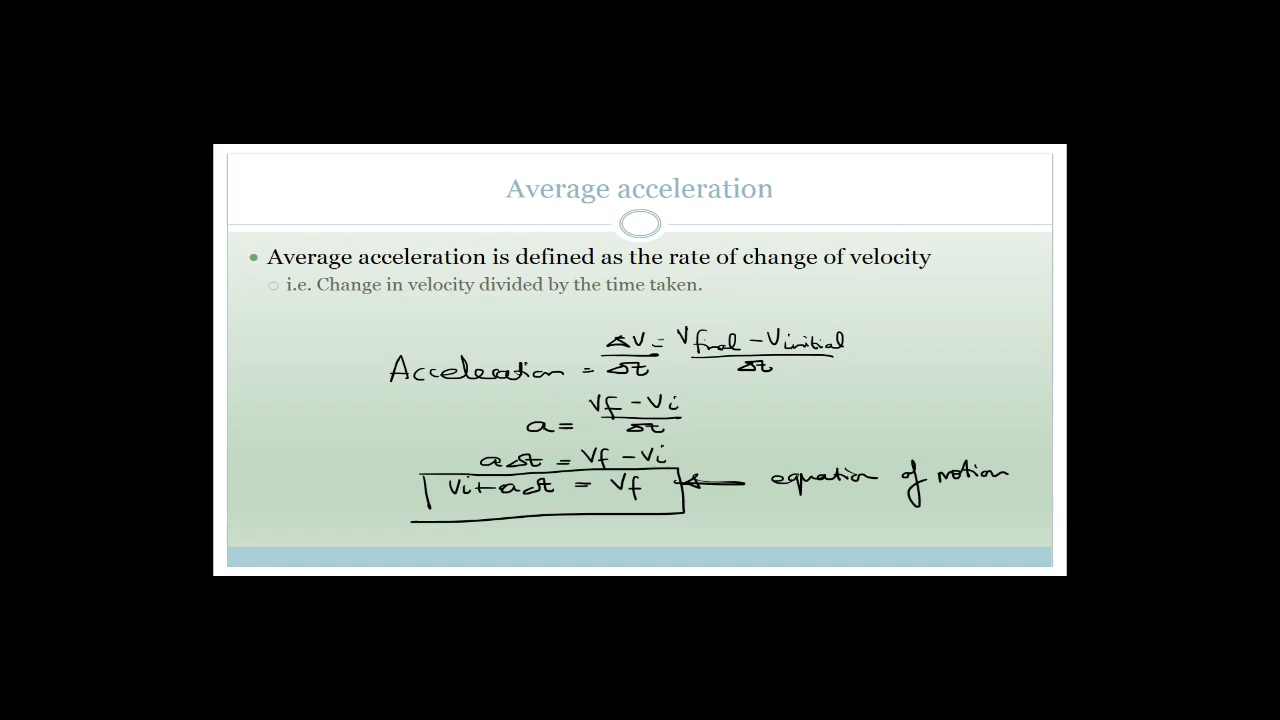 Average acceleration
Average acceleration is defined as the rate of change of velocity
i.e. Change in velocity divided by the time taken.
Acceleration = Δv/Δt = Vfinal - Vinitial/Δt
a = Vf - Vi/Δt
aΔt = Vf - Vi
Vi + aΔt = Vf ← equation of motion